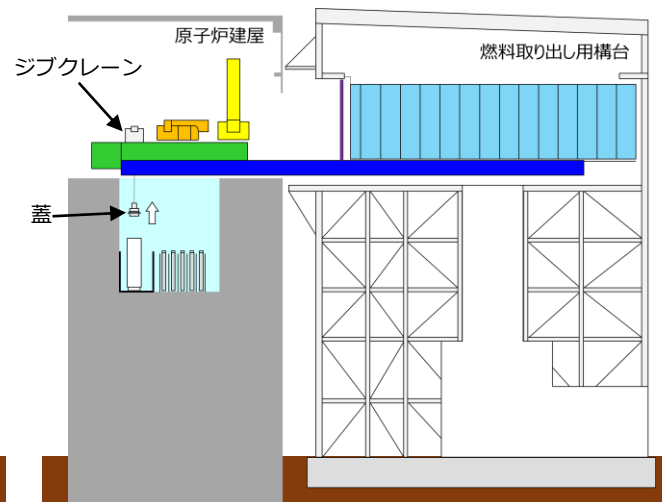 原子炉建屋
燃料取り出し用構台
ジブクレーン
蓋